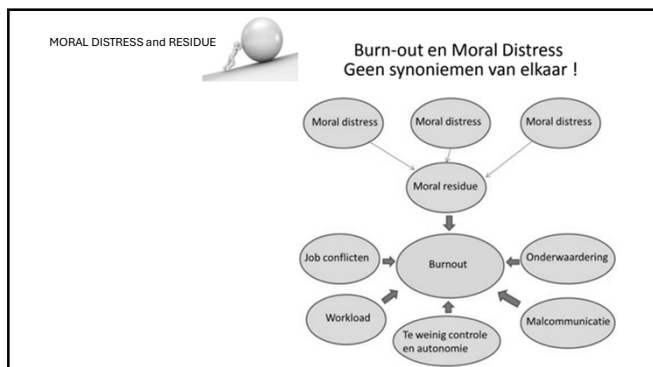 MORAL DISTRESS and RESIDUE
Burn-out en Moral Distress
Geen synoniemen van elkaar !
Moral distress
Moral distress
Moral distress
Moral residue
Job conflicten
Burnout
Onderwaardering
Workload
Te weinig controle
en autonomie
Malcommunicatie